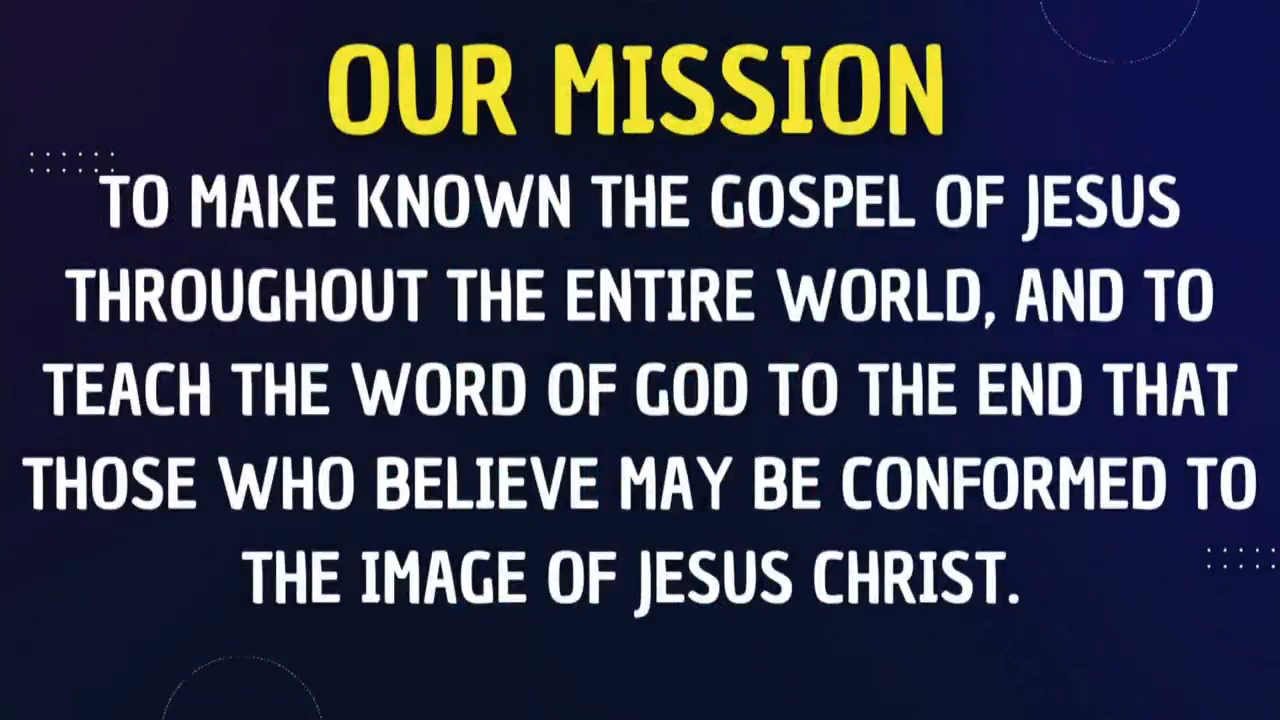 OUR MISSION
TO MAKE KNOWN THE GOSPEL OF JESUS
THROUGHOUT THE ENTIRE WORLD, AND TO
TEACH THE WORD OF GOD TO THE END THAT
THOSE WHO BELIEVE MAY BE CONFORMED TO
THE IMAGE OF JESUS CHRIST.